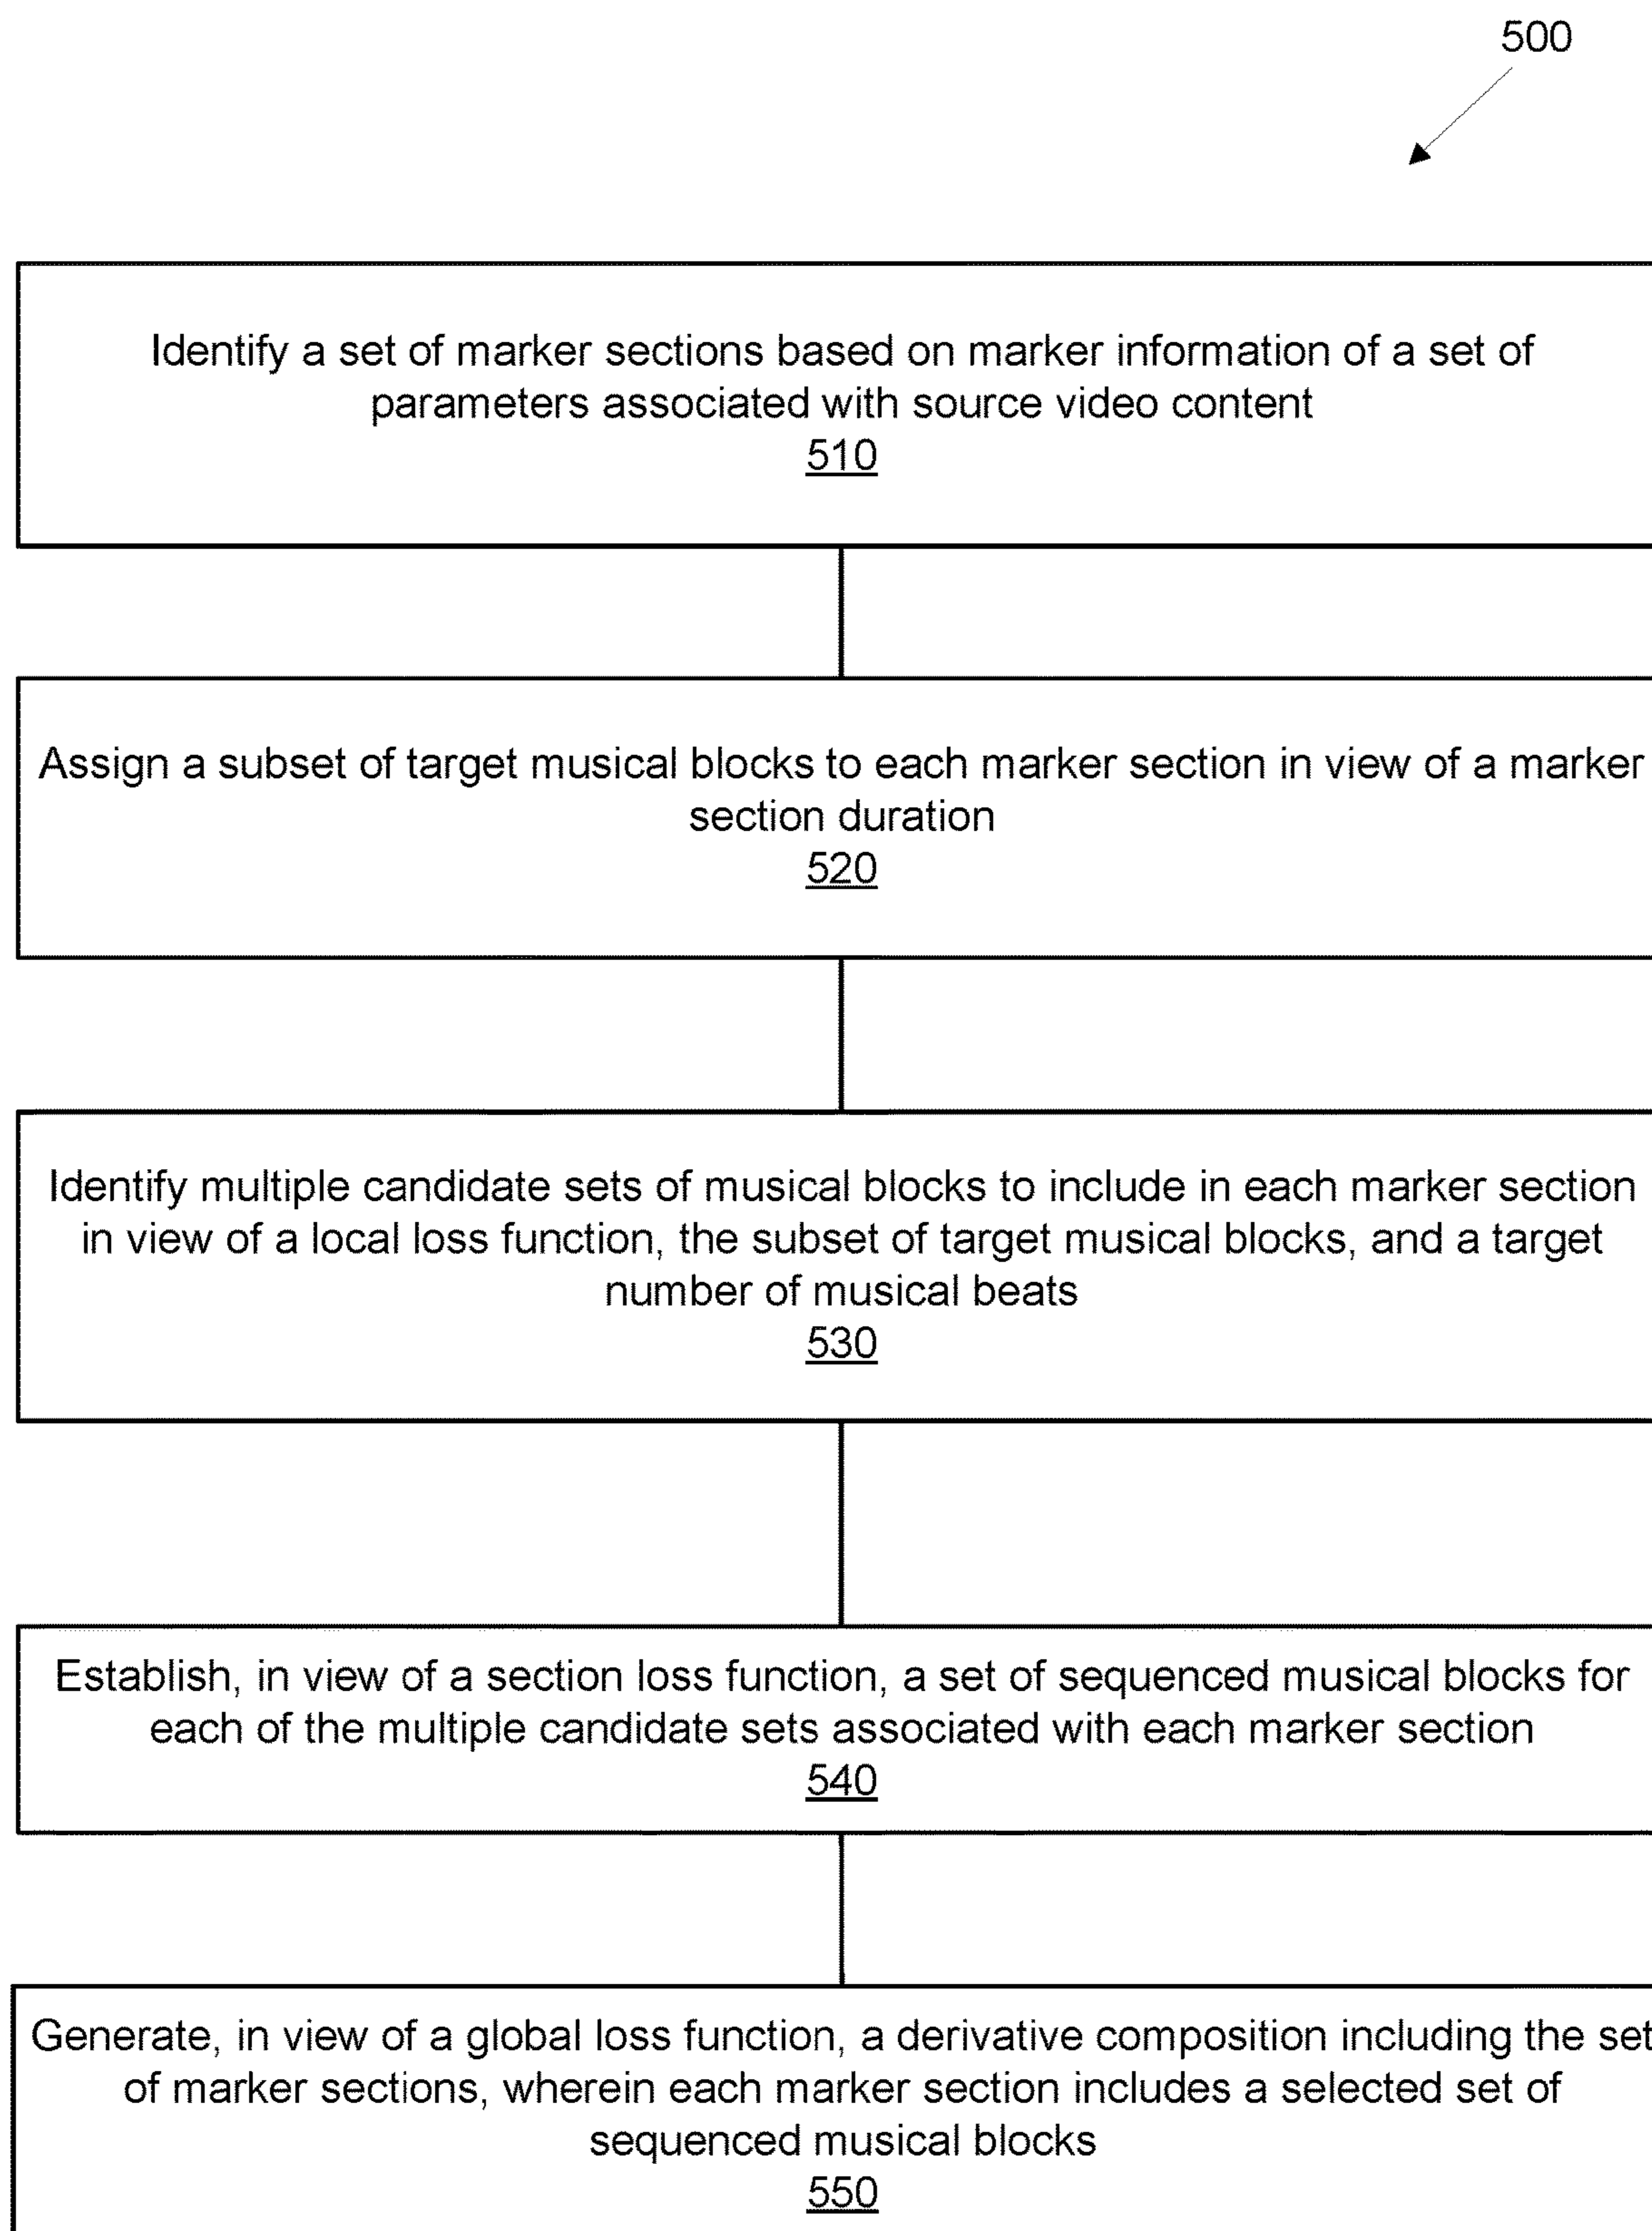 500
Identify a set of marker sections based on marker information of a set of
parameters associated with source video content
510
Assign a subset of target musical blocks to each marker section in view of a marker
section duration
520
Identify multiple candidate sets of musical blocks to include in each marker section
in view of a local loss function, the subset of target musical blocks, and a target
number of musical beats
530
Establish, in view of a section loss function, a set of sequenced musical blocks for
each of the multiple candidate sets associated with each marker section
540
Generate, in view of a global loss function, a derivative composition including the set
of marker sections, wherein each marker section includes a selected set of
sequenced musical blocks
550